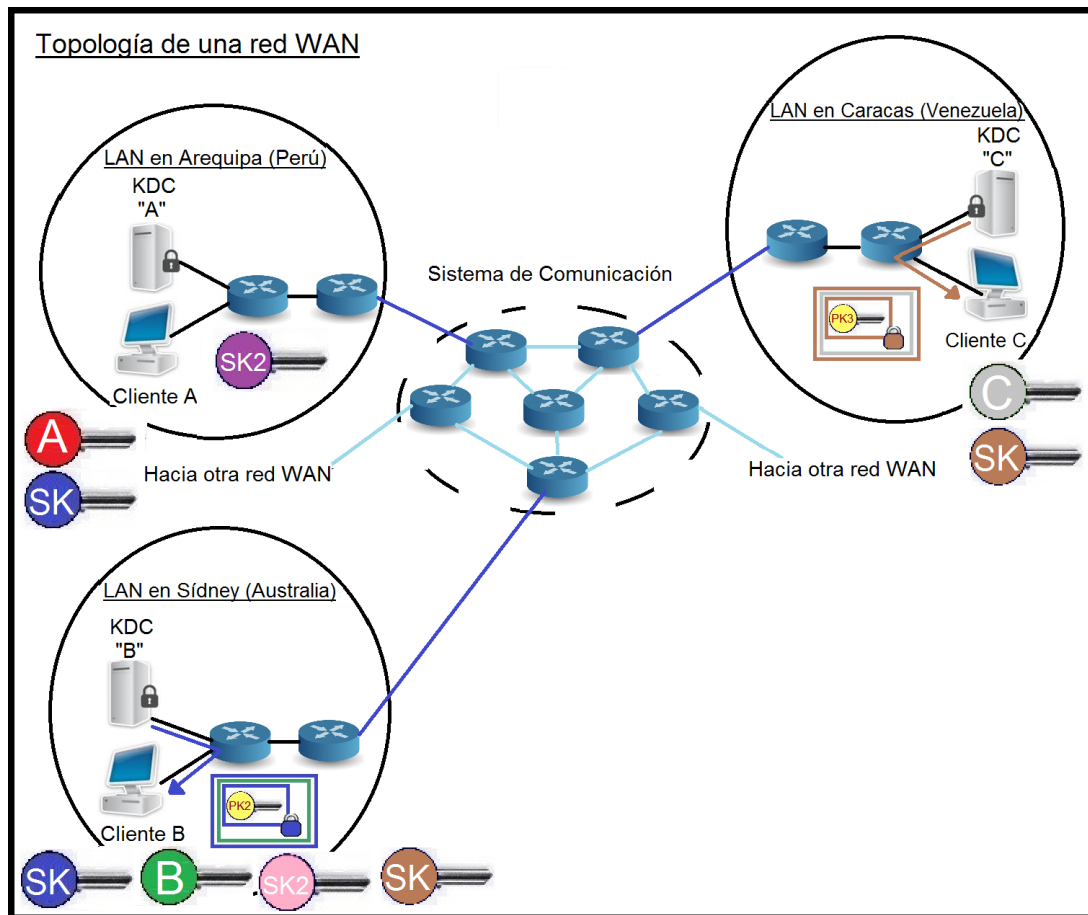 Topología de una red WAN
LAN en Arequipa (Perú)
KDC
"A"
Cliente A
SK2
A
SK
Sistema de Comunicación
Hacia otra red WAN
Hacia otra red WAN
LAN en Caracas (Venezuela)
KDC
"C"
PK3
Cliente C
C
SK
LAN en Sídney (Australia)
KDC
"B"
PK2
Cliente B
SK
B
SK2
SK